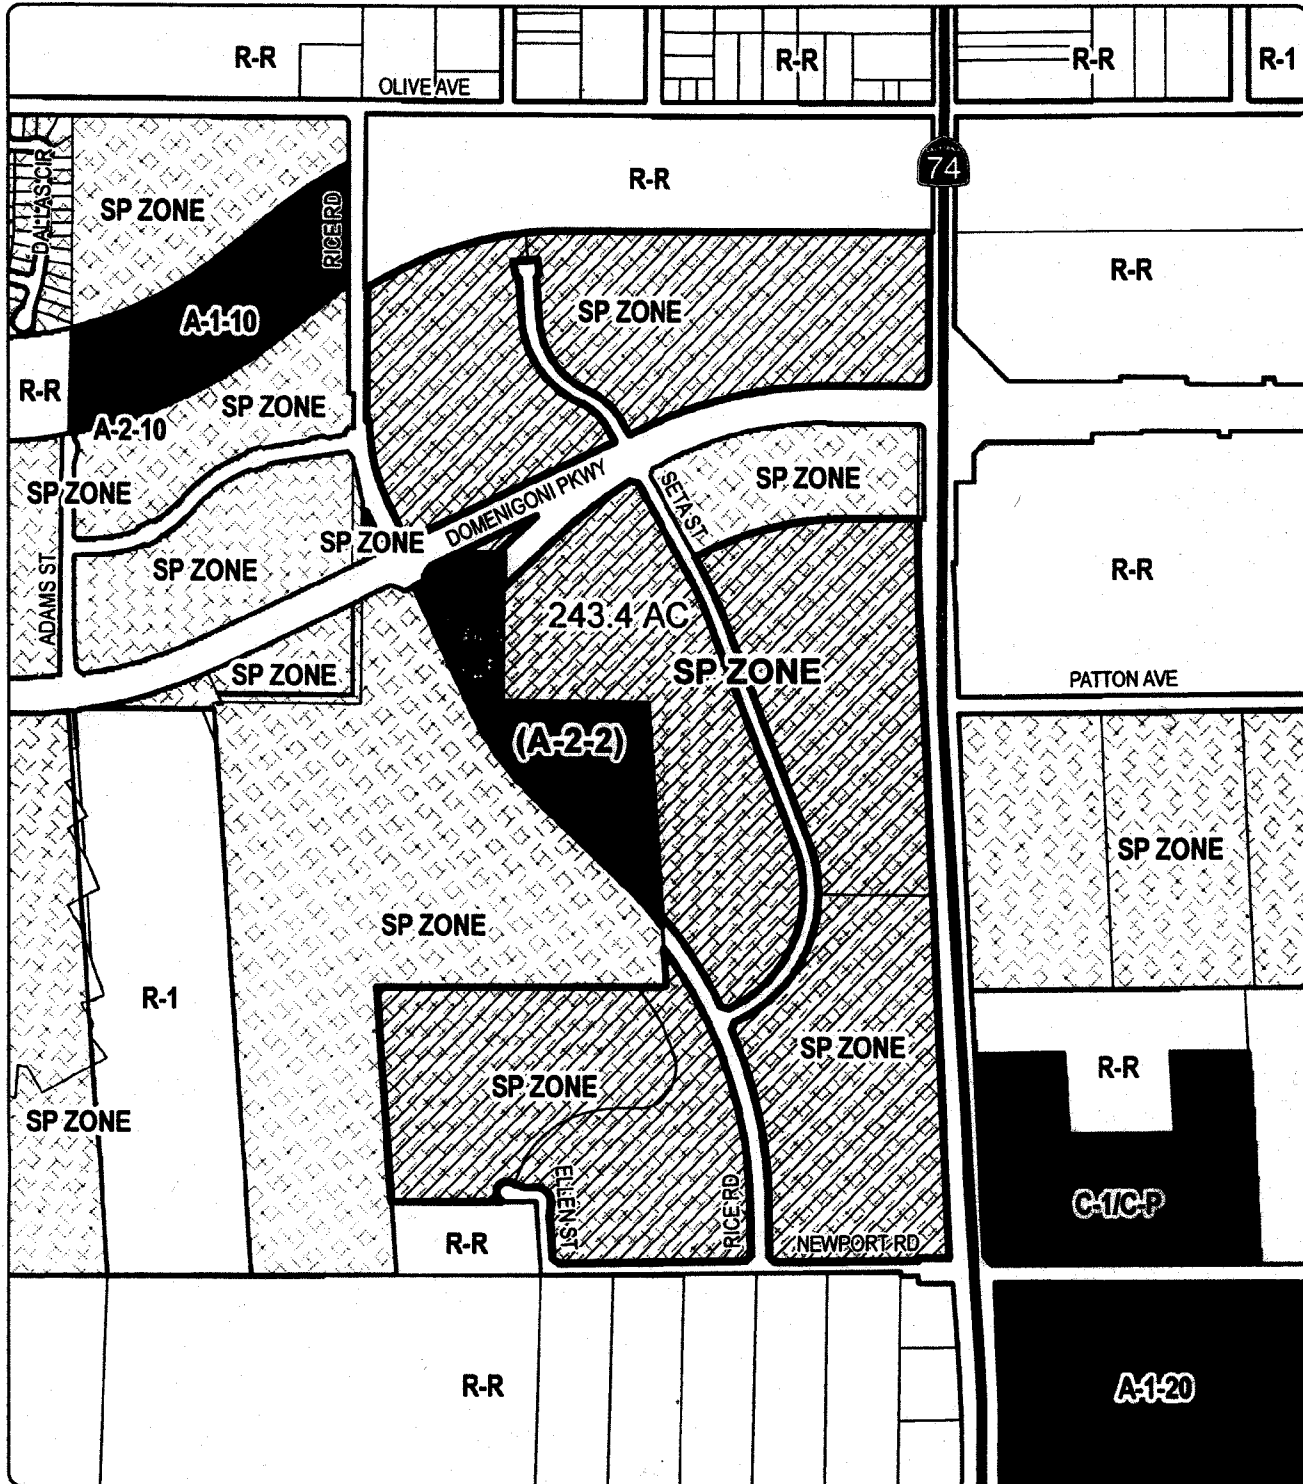 R-R
R-R
R-R
R-1
OLIVE AVE
DALLAS CIR
SP ZONE
RICE RD
R-R
74
R-R
A-1-10
SP ZONE
R-R
A-2-10
SP ZONE
SP ZONE
DOMENIGONI PKWY
SETA ST
SP ZONE
SP ZONE
SP ZONE
R-R
ADAMS ST
243.4 AC
SP ZONE
SP ZONE
PATTON AVE
(A-2-2)
SP ZONE
SP ZONE
R-1
SP ZONE
R-R
SP ZONE
SP ZONE
ELLEN ST
RICE RD
C-1/C-P
R-R
NEWPORT RD
R-R
A-1-20